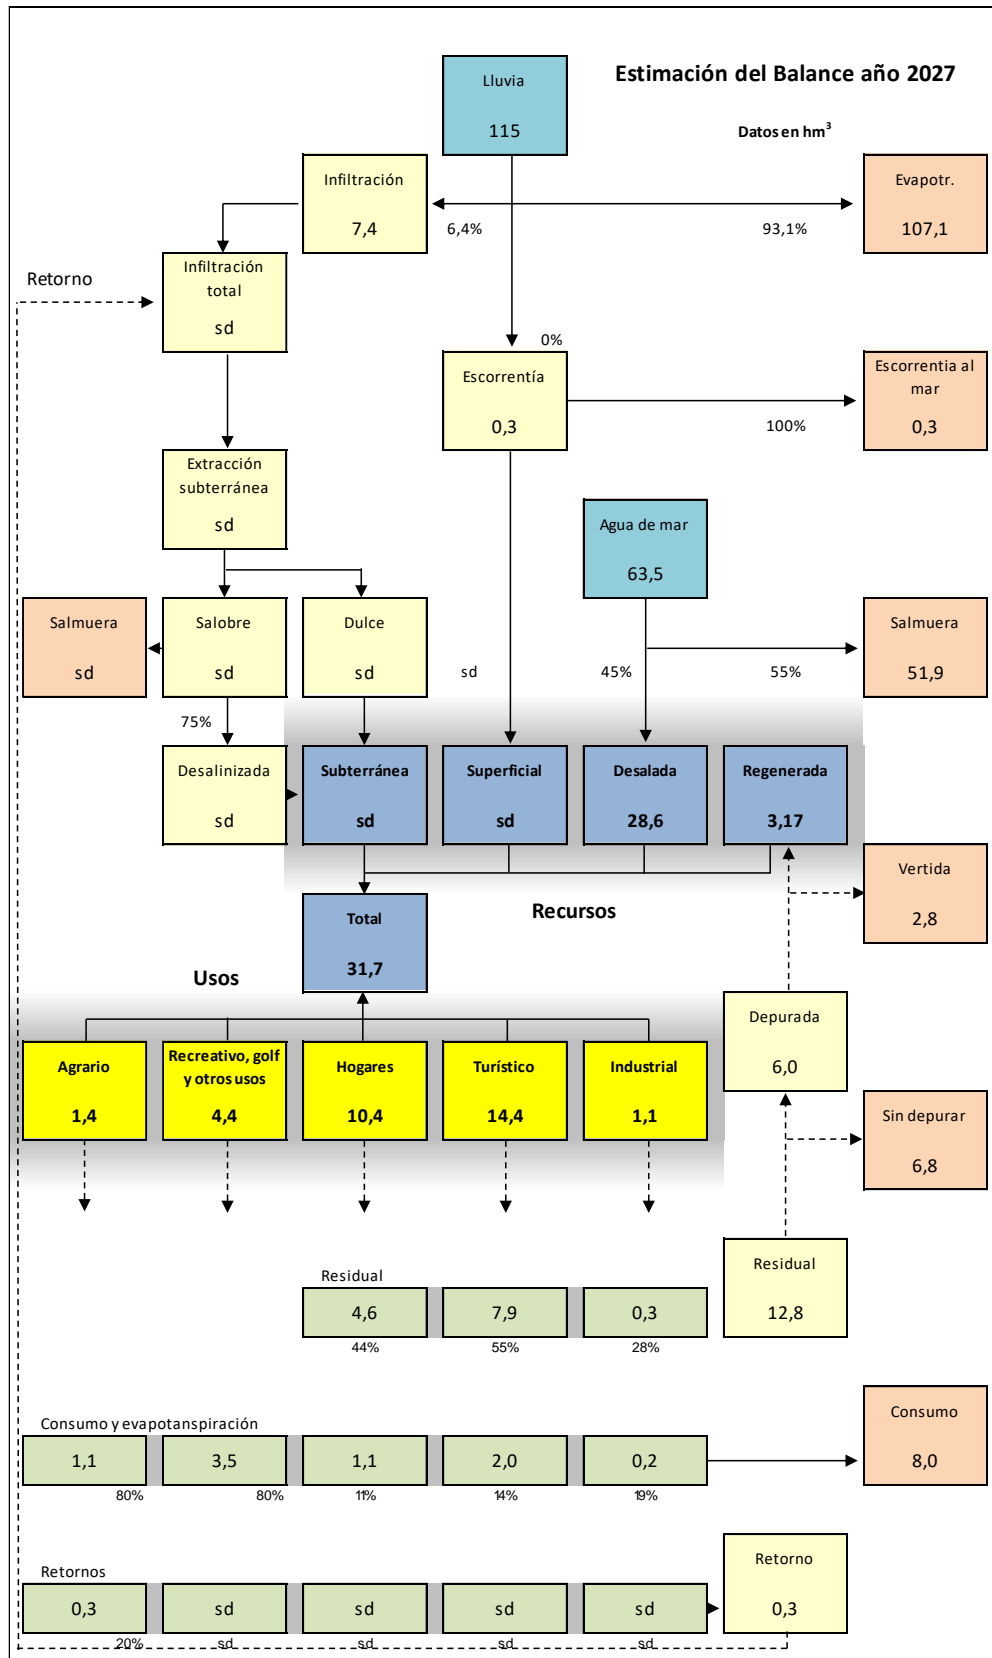 Lluvia
115
Estimación del Balance año 2027
Datos en hm³
Infiltración
7,4
6,4%
93,1%
Evapotr.
107,1
Retorno
Infiltración
total
sd
0%
Escorrentía
0,3
100%
Escorrentia al
mar
0,3
Extracción
subterránea
sd
Agua de mar
63,5
Salmuera
sd
Salobre
sd
Dulce
sd
sd
45%
55%
Salmuera
51,9
75%
Desalinizada
sd
Subterránea
sd
Superficial
sd
Desalada
28,6
Regenerada
3,17
Vertida
2,8
Total
31,7
Recursos
Usos
Depurada
6,0
Agrario
1,4
Recreativo, golf
y otros usos
4,4
Hogares
10,4
Turístico
14,4
Industrial
1,1
Sin depurar
6,8
Residual
12,8
Residual
4,6
7,9
0,3
44%
55%
28%
Consumo y evapotanspiración
1,1
3,5
1,1
2,0
0,2
80%
80%
11%
14%
19%
Consumo
8,0
Retornos
0,3
sd
sd
sd
sd
20%
sd
sd
sd
sd
Retorno
0,3